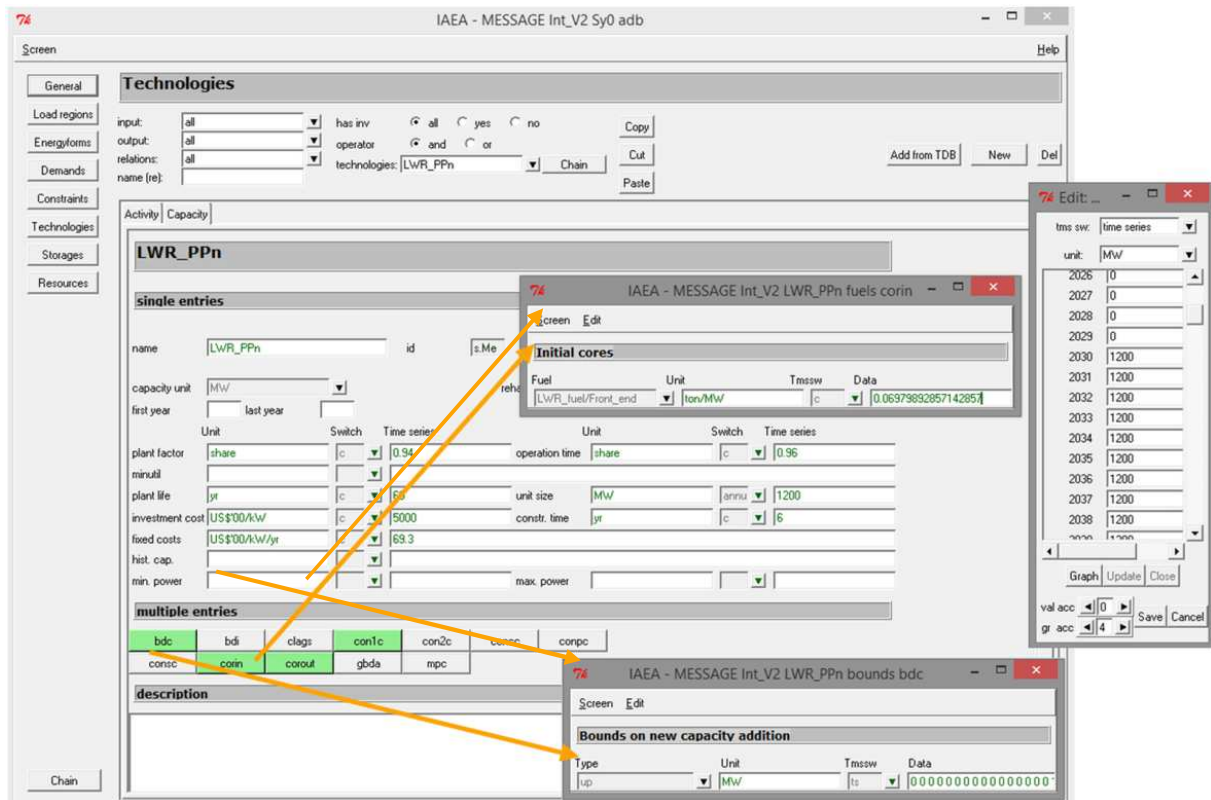 IAEA - MESSAGE Int_V2 Sy0 adb
Screen Help
General
Load regions
Energyforms
Demands
Constraints
Technologies
Storages
Resources
Chain
Technologies
input: all has inv all yes no Copy
output: all operator and or Cut
relations: all technologies: LWR_PPn Chain Add from TDB New Del
name (re): Paste
Activity Capacity
LWR_PPn
single entries
name LWR_PPn id s.Me
capacity unit MW
first year last year
Unit Switch Time series Unit Switch Time series
plant factor share c 0.94 operation time share c 0.96
minutil
plant life yr c unit size MW annu 1200
investment cost US$'00/kW c 5000 constr. time yr c 6
fixed costs US$'00/kW/yr c 69.3
hist. cap.
min. power max. power
multiple entries
bdc bdi clags con1c con2c conpc
consc corin corout gbda mpc
description
IAEA - MESSAGE Int_V2 LWR_PPn fuels corin
Screen Edit
Initial cores
Fuel Unit Tmssw Data
LWR_fuel/Front_end ton/MW c 0.06979892857142857
IAEA - MESSAGE Int_V2 LWR_PPn bounds bdc
Screen Edit
Bounds on new capacity addition
Type Unit Tmssw Data
up MW ts
Edit: ...
tms sw: time series
unit: MW
2026 0
2027 0
2028 0
2029 0
2030 1200
2031 1200
2032 1200
2033 1200
2034 1200
2035 1200
2036 1200
2037 1200
2038 1200
Graph Update Close
val acc 0 Save Cancel
gr acc 4